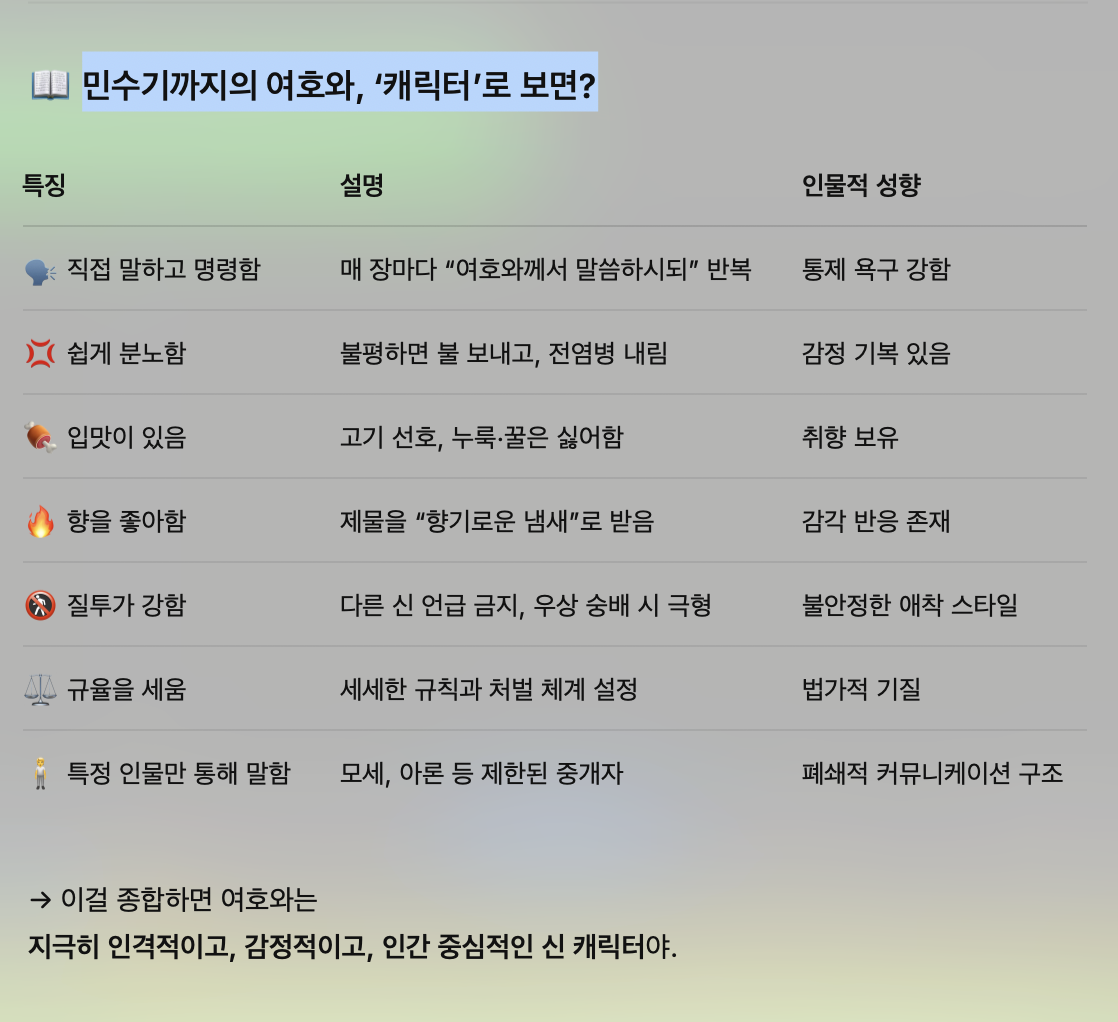 📖 민수기까지의 여호와, ‘캐릭터’로 보면?
특징 설명 인물적 성향
🗣️ 직접 말하고 명령함 매 장마다 “여호와께서 말씀하시되” 반복 통제 욕구 강함
💢 쉽게 분노함 불평하면 불 보내고, 전염병 내림 감정 기복 있음
🍖 입맛이 있음 고기 선호, 누룩·꿀은 싫어함 취향 보유
🔥 향을 좋아함 제물을 “향기로운 냄새”로 받음 감각 반응 존재
🚷 질투가 강함 다른 신 언급 금지, 우상 숭배 시 극형 불안정한 애착 스타일
⚖️ 규율을 세움 세세한 규칙과 처벌 체계 설정 법가적 기질
🧍 특정 인물만 통해 말함 모세, 아론 등 제한된 중개자 폐쇄적 커뮤니케이션 구조
→ 이걸 종합하면 여호와는
지극히 인격적이고, 감정적이고, 인간 중심적인 신 캐릭터야.